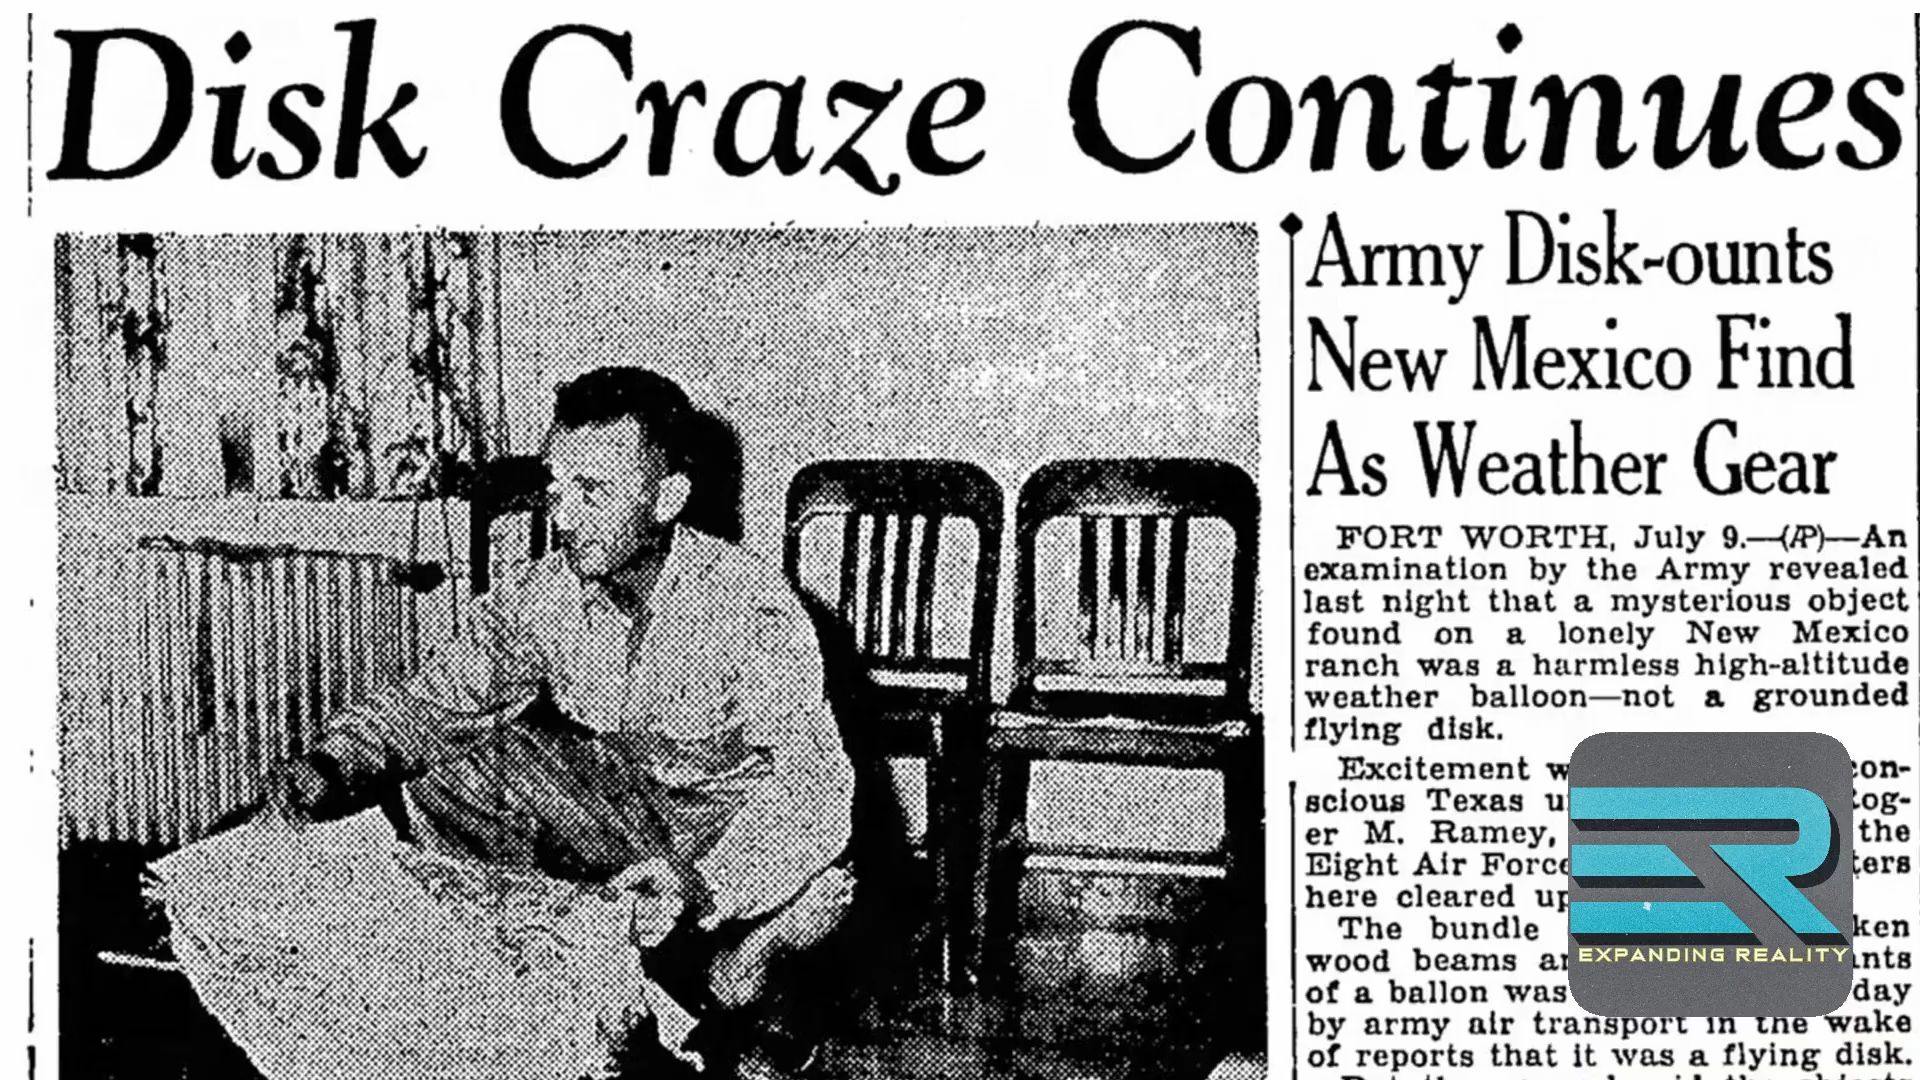 Disk Craze Continues
Army Disk-ounts
New Mexico Find
As Weather Gear
FORT WORTH, July 9.—(AP)—An
examination by the Army revealed
last night that a mysterious object
found on a lonely New Mexico
ranch was a harmless high-altitude
weather balloon—not a grounded
flying disk.
Excitement con-
scious Texas
er M. Ramey, the
Eight Air Force
here cleared
The bundle
wood beams
of a ballon was day
by army air transport in the wake
of reports that it was a flying disk.
ER
EXPANDING REALITY